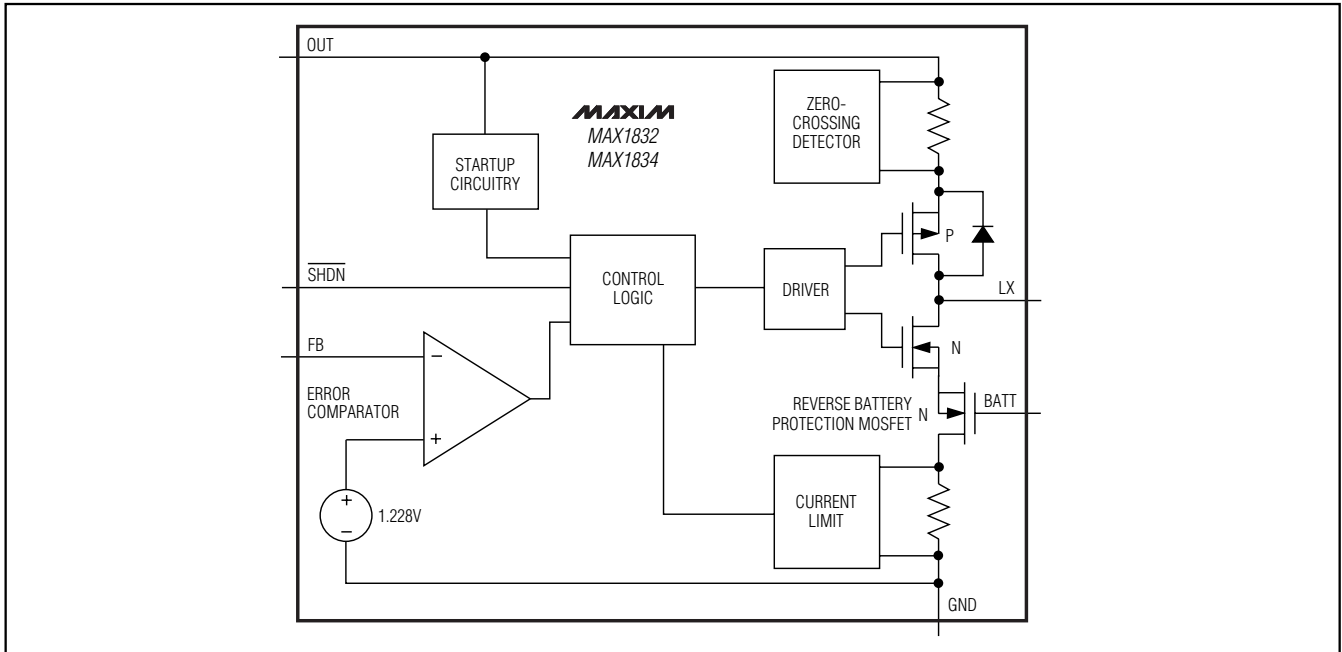 OUT
MAXIM
MAX1832
MAX1834
ZERO-
CROSSING
DETECTOR
STARTUP
CIRCUITRY
P
SHDN
CONTROL
LOGIC
DRIVER
LX
FB
−
N
ERROR
COMPARATOR
REVERSE BATTERY
PROTECTION MOSFET
N
BATT
+
+
−
1.228V
CURRENT
LIMIT
GND